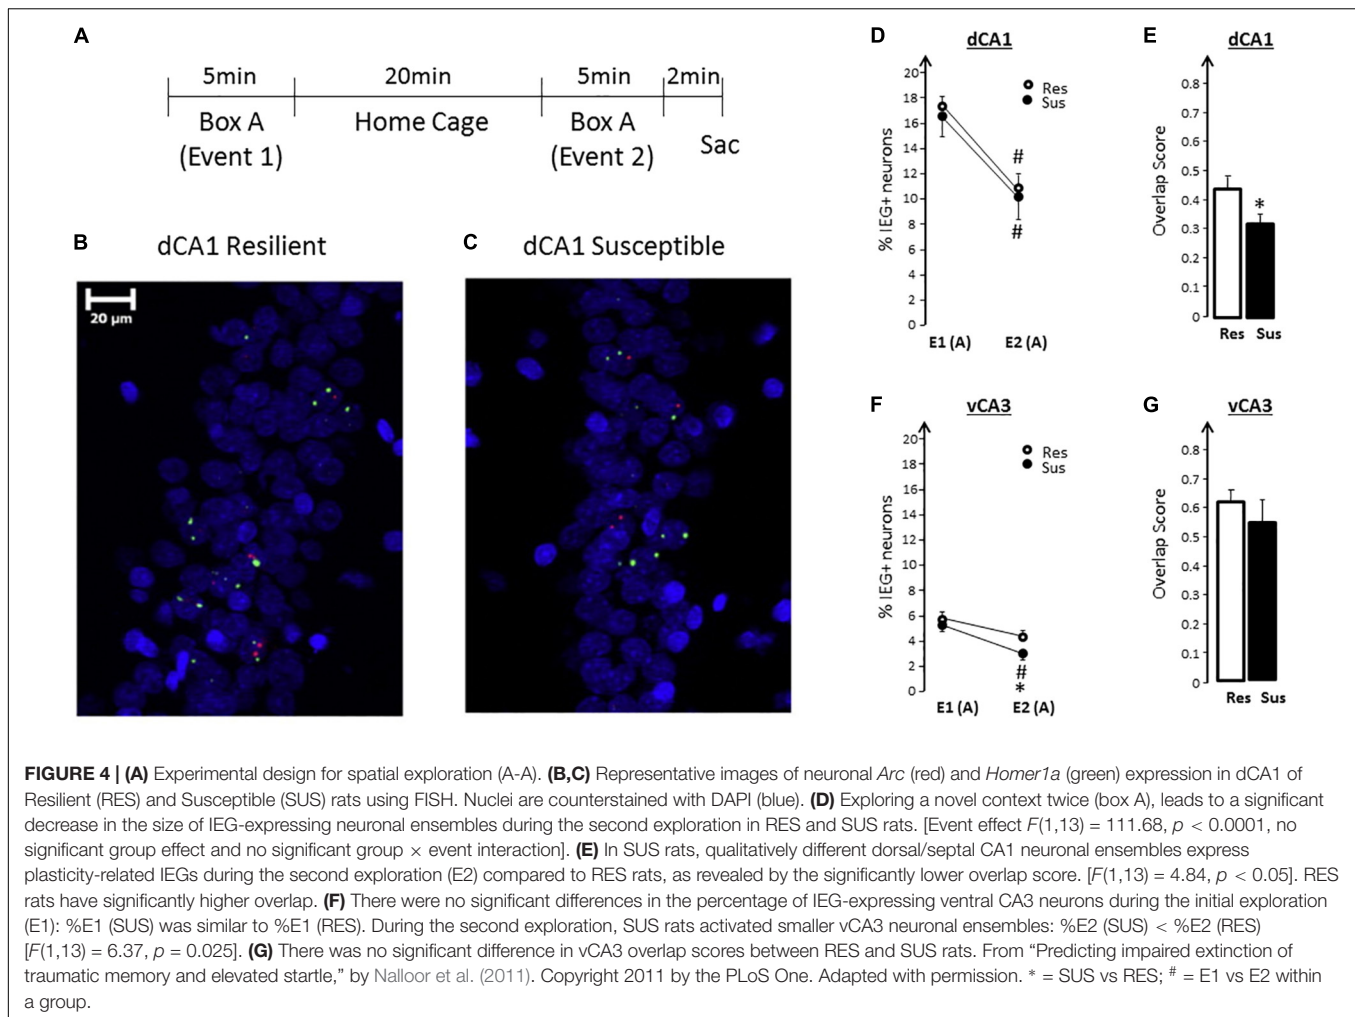 A
5min 20min 5min 2min
Box A Home Cage Box A
(Event 1) (Event 2) Sac
B dCA1 Resilient
20 µm
C dCA1 Susceptible
D dCA1
% IEG+ neurons
20
18
16
14
12
10
8
6
4
2
0
Res
Sus
#
#
E1 (A) E2 (A)
E dCA1
Overlap Score
0.8
0.7
0.6
0.5
0.4
0.3
0.2
0.1
0
*
Res Sus
F vCA3
% IEG+ neurons
20
18
16
14
12
10
8
6
4
2
0
Res
Sus
#
*
E1 (A) E2 (A)
G vCA3
Overlap Score
0.8
0.7
0.6
0.5
0.4
0.3
0.2
0.1
0
Res Sus
FIGURE 4 | (A) Experimental design for spatial exploration (A-A). (B,C) Representative images of neuronal Arc (red) and Homer1a (green) expression in dCA1 of
Resilient (RES) and Susceptible (SUS) rats using FISH. Nuclei are counterstained with DAPI (blue). (D) Exploring a novel context twice (box A), leads to a significant
decrease in the size of IEG-expressing neuronal ensembles during the second exploration in RES and SUS rats. [Event effect F(1,13) = 111.68, p < 0.0001, no
significant group effect and no significant group × event interaction]. (E) In SUS rats, qualitatively different dorsal/septal CA1 neuronal ensembles express
plasticity-related IEGs during the second exploration (E2) compared to RES rats, as revealed by the significantly lower overlap score. [F(1,13) = 4.84, p < 0.05]. RES
rats have significantly higher overlap. (F) There were no significant differences in the percentage of IEG-expressing ventral CA3 neurons during the initial exploration
(E1): %E1 (SUS) was similar to %E1 (RES). During the second exploration, SUS rats activated smaller vCA3 neuronal ensembles: %E2 (SUS) < %E2 (RES)
[F(1,13) = 6.37, p = 0.025]. (G) There was no significant difference in vCA3 overlap scores between RES and SUS rats. From “Predicting impaired extinction of
traumatic memory and elevated startle,” by Nalloor et al. (2011). Copyright 2011 by the PLoS One. Adapted with permission. * = SUS vs RES; # = E1 vs E2 within
a group.